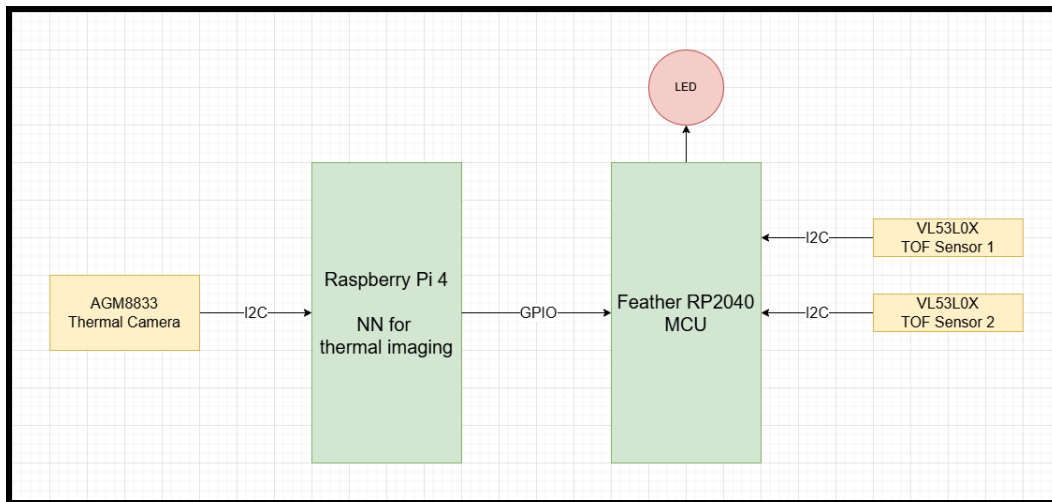 LED
VL53L0X
TOF Sensor 1
I2C
AGM8833
Thermal Camera
I2C
Raspberry Pi 4
NN for
thermal imaging
GPIO
Feather RP2040
MCU
I2C
VL53L0X
TOF Sensor 2